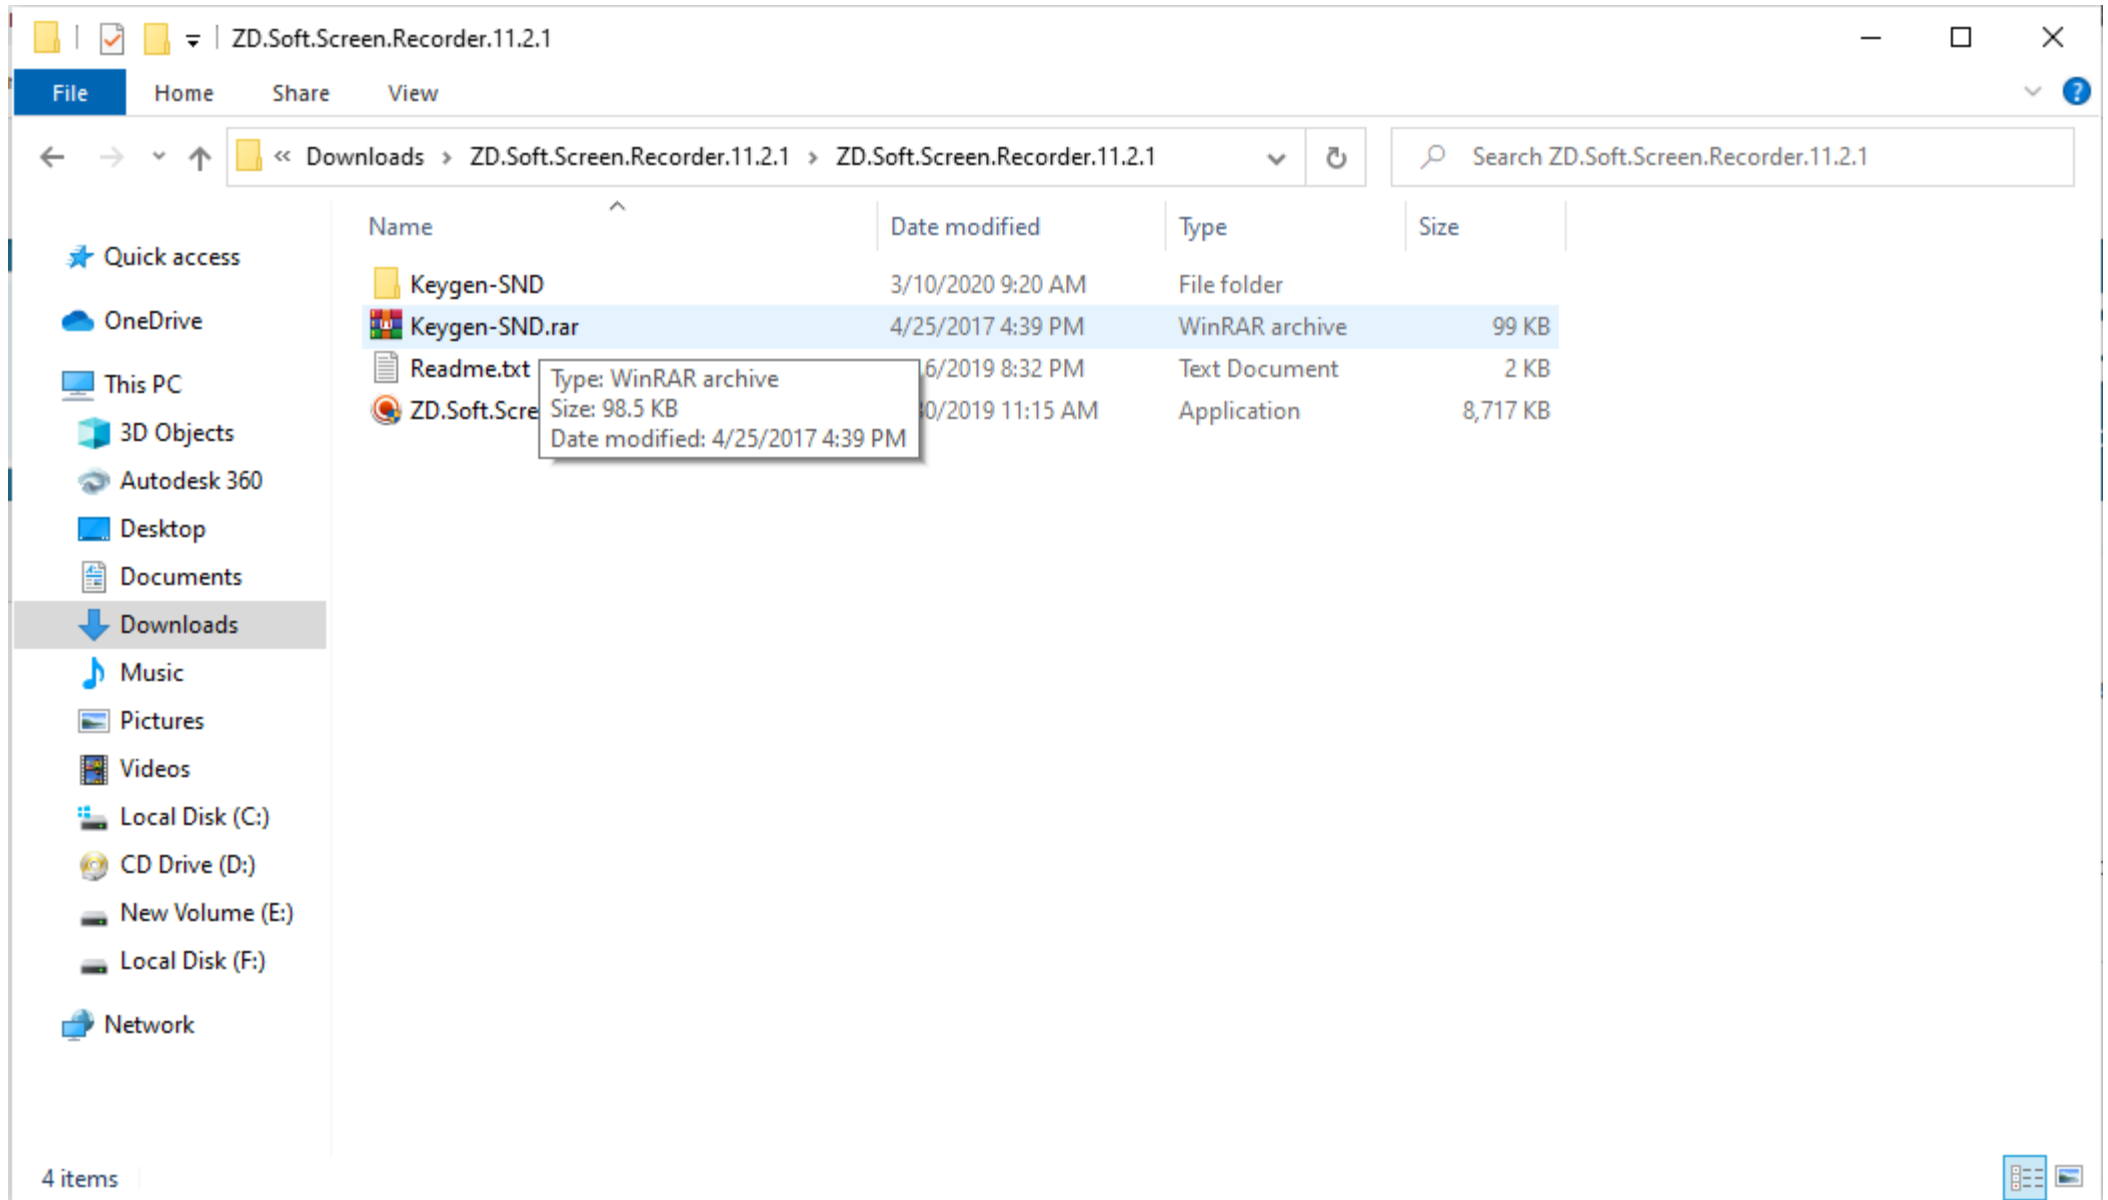 ZD.Soft.Screen.Recorder.11.2.1
File Home Share View
« Downloads › ZD.Soft.Screen.Recorder.11.2.1 › ZD.Soft.Screen.Recorder.11.2.1
Search ZD.Soft.Screen.Recorder.11.2.1
Name Date modified Type Size
Keygen-SND 3/10/2020 9:20 AM File folder
Keygen-SND.rar 4/25/2017 4:39 PM WinRAR archive 99 KB
Readme.txt 6/2019 8:32 PM Text Document 2 KB
ZD.Soft.Scre 0/2019 11:15 AM Application 8,717 KB
Type: WinRAR archive
Size: 98.5 KB
Date modified: 4/25/2017 4:39 PM
Quick access
OneDrive
This PC
3D Objects
Autodesk 360
Desktop
Documents
Downloads
Music
Pictures
Videos
Local Disk (C:)
CD Drive (D:)
New Volume (E:)
Local Disk (F:)
Network
4 items